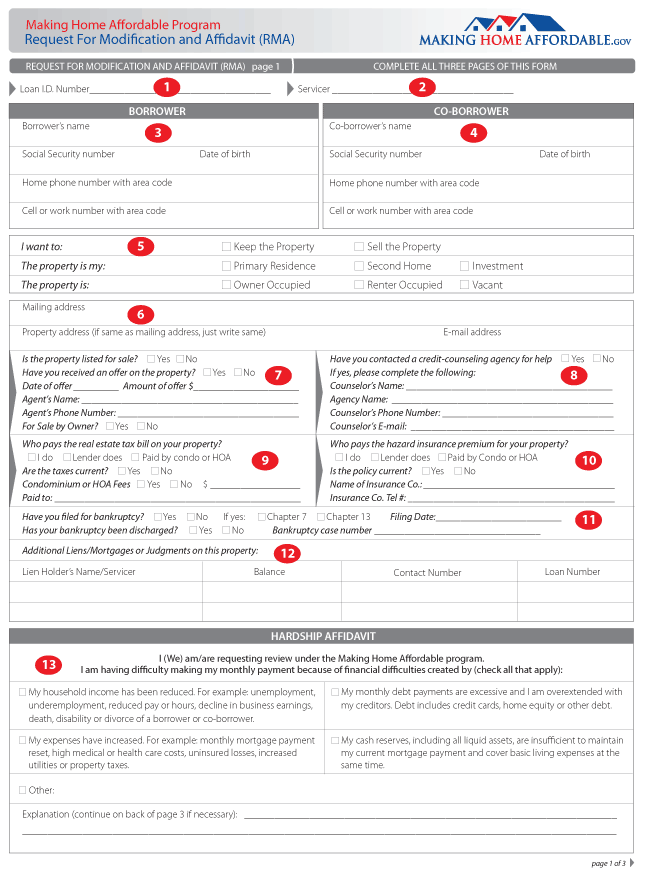 Making Home Affordable Program
Request For Modification and Affidavit (RMA)
MAKING HOME AFFORDABLE.GOV
REQUEST FOR MODIFICATION AND AFFIDAVIT (RMA) page 1 COMPLETE ALL THREE PAGES OF THIS FORM
Loan I.D. Number 1 Servicer 2
BORROWER CO-BORROWER
Borrower's name 3 Co-borrower's name 4
Social Security number Date of birth Social Security number Date of birth
Home phone number with area code Home phone number with area code
Cell or work number with area code Cell or work number with area code
I want to: 5 Keep the Property Sell the Property
The property is my: Primary Residence Second Home Investment
The property is: Owner Occupied Renter Occupied Vacant
Mailing address 6
Property address (if same as mailing address, just write same) E-mail address
Is the property listed for sale? Yes No
Have you received an offer on the property? Yes No 7
Date of offer Amount of offer $
Agent's Name:
Agent's Phone Number:
For Sale by Owner? Yes No
Have you contacted a credit-counseling agency for help Yes No
If yes, please complete the following: 8
Counselor's Name:
Agency Name:
Counselor's Phone Number:
Counselor's E-mail:
Who pays the real estate tax bill on your property?
I do Lender does Paid by condo or HOA 9
Are the taxes current? Yes No
Condominium or HOA Fees Yes No $
Paid to:
Who pays the hazard insurance premium for your property?
I do Lender does Paid by Condo or HOA 10
Is the policy current? Yes No
Name of Insurance Co.:
Insurance Co. Tel #:
Have you filed for bankruptcy? Yes No If yes: Chapter 7 Chapter 13 Filing Date: 11
Has your bankruptcy been discharged? Yes No Bankruptcy case number
Additional Liens/Mortgages or Judgments on this property: 12
Lien Holder's Name/Servicer Balance Contact Number Loan Number
HARDSHIP AFFIDAVIT
13 I (We) am/are requesting review under the Making Home Affordable program.
I am having difficulty making my monthly payment because of financial difficulties created by (check all that apply):
My household income has been reduced. For example: unemployment,
underemployment, reduced pay or hours, decline in business earnings,
death, disability or divorce of a borrower or co-borrower.
My monthly debt payments are excessive and I am overextended with
my creditors. Debt includes credit cards, home equity or other debt.
My expenses have increased. For example: monthly mortgage payment
reset, high medical or health care costs, uninsured losses, increased
utilities or property taxes.
My cash reserves, including all liquid assets, are insufficient to maintain
my current mortgage payment and cover basic living expenses at the
same time.
Other:
Explanation (continue on back of page 3 if necessary):
page 1 of 3